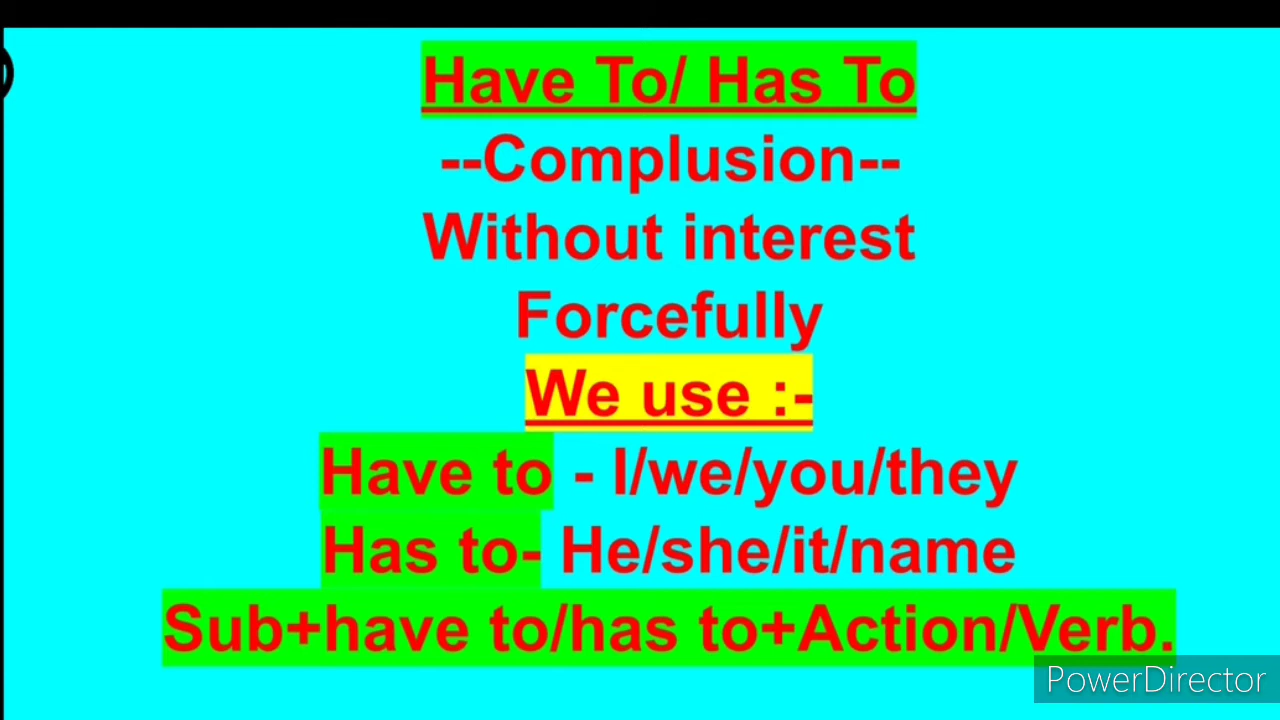 Have To/ Has To
--Complusion--
Without interest
Forcefully
We use :-
Have to - I/we/you/they
Has to- He/she/it/name
Sub+have to/has to+Action/Verb.
PowerDirector